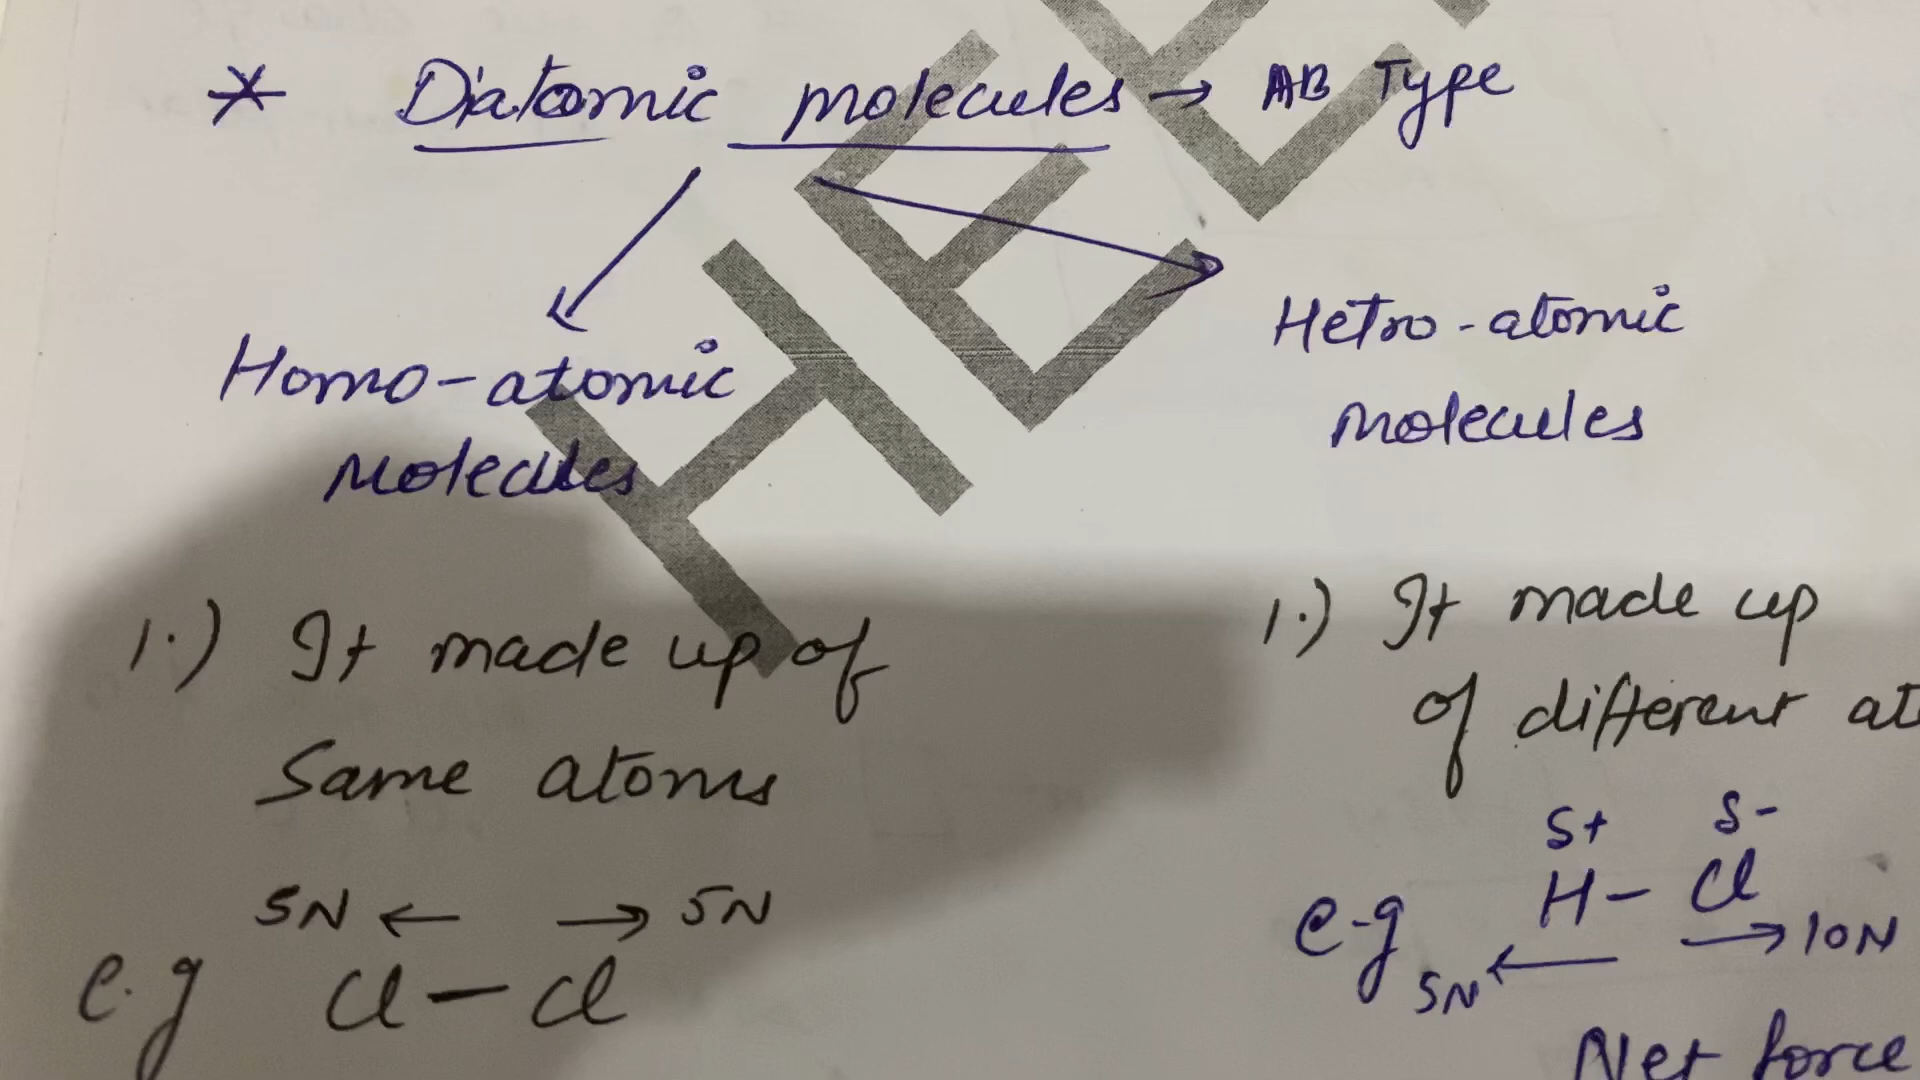 * Diatomic molecules → AB Type
Homo-atomic
Molecules
Hetro-atomic
Molecules
1.) It made up of
Same atoms
1.) It made up
of different
5N ← → 5N
e.g Cl – Cl
S+ S-
e-g H – Cl
5N ← → 10N
Net force